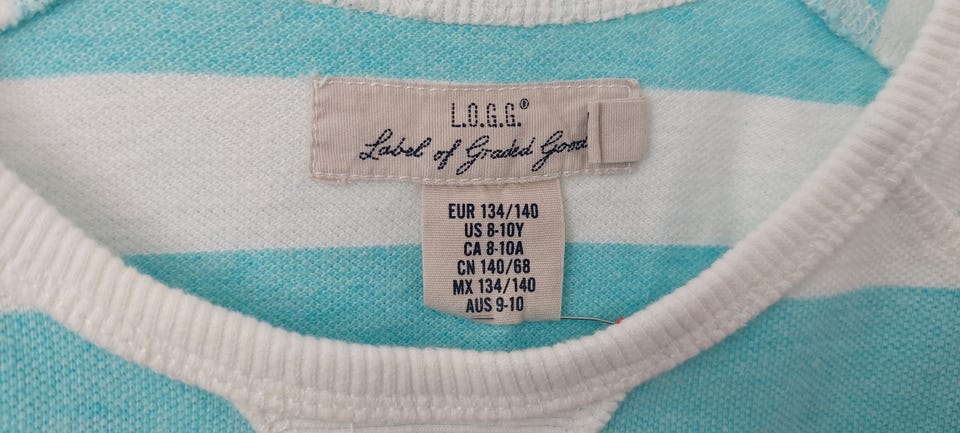 L.O.G.G.®
Label of Graded Good
EUR 134/140
US 8-10Y
CA 8-10A
CN 140/68
MX 134/140
AUS 9-10